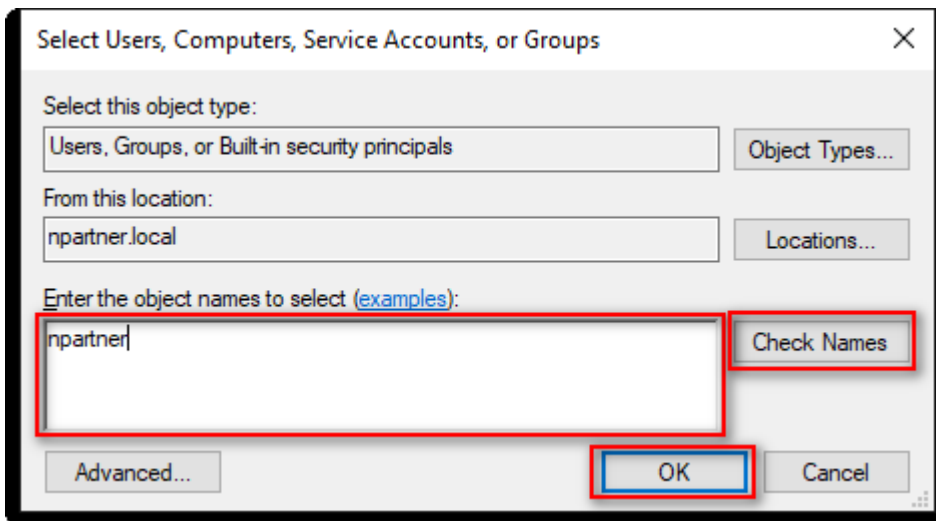 Select Users, Computers, Service Accounts, or Groups
Select this object type:
Users, Groups, or Built-in security principals
Object Types...
From this location:
npartner.local
Locations...
Enter the object names to select (examples):
npartner
Check Names
Advanced...
OK
Cancel